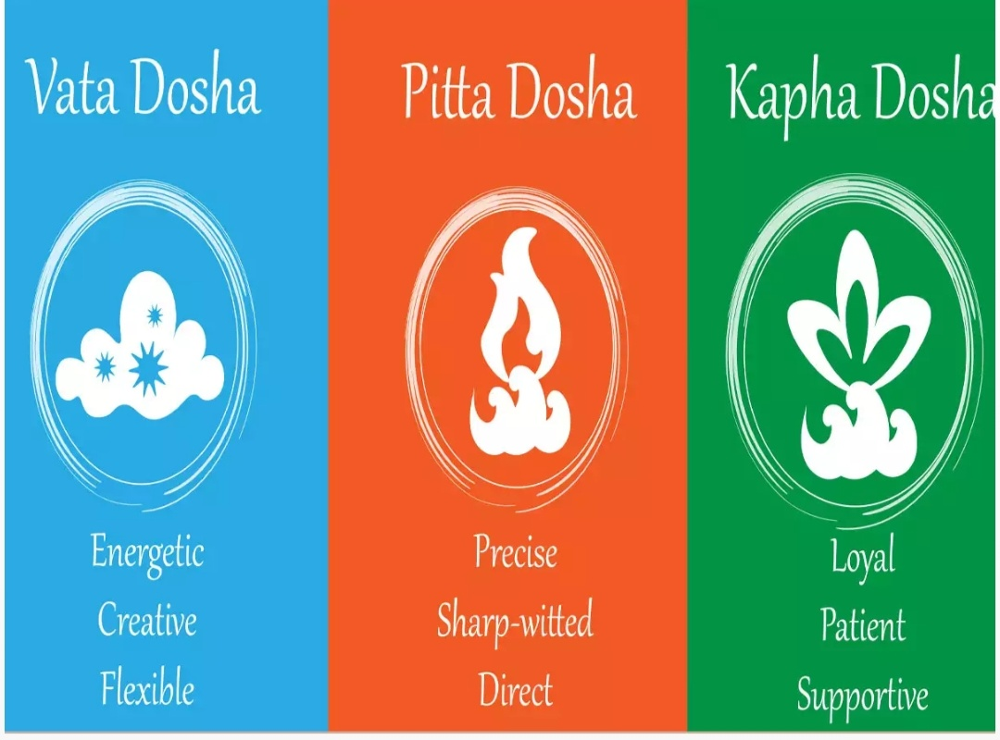 Vata Dosha
Energetic
Creative
Flexible
Pitta Dosha
Precise
Sharp-witted
Direct
Kapha Dosha
Loyal
Patient
Supportive